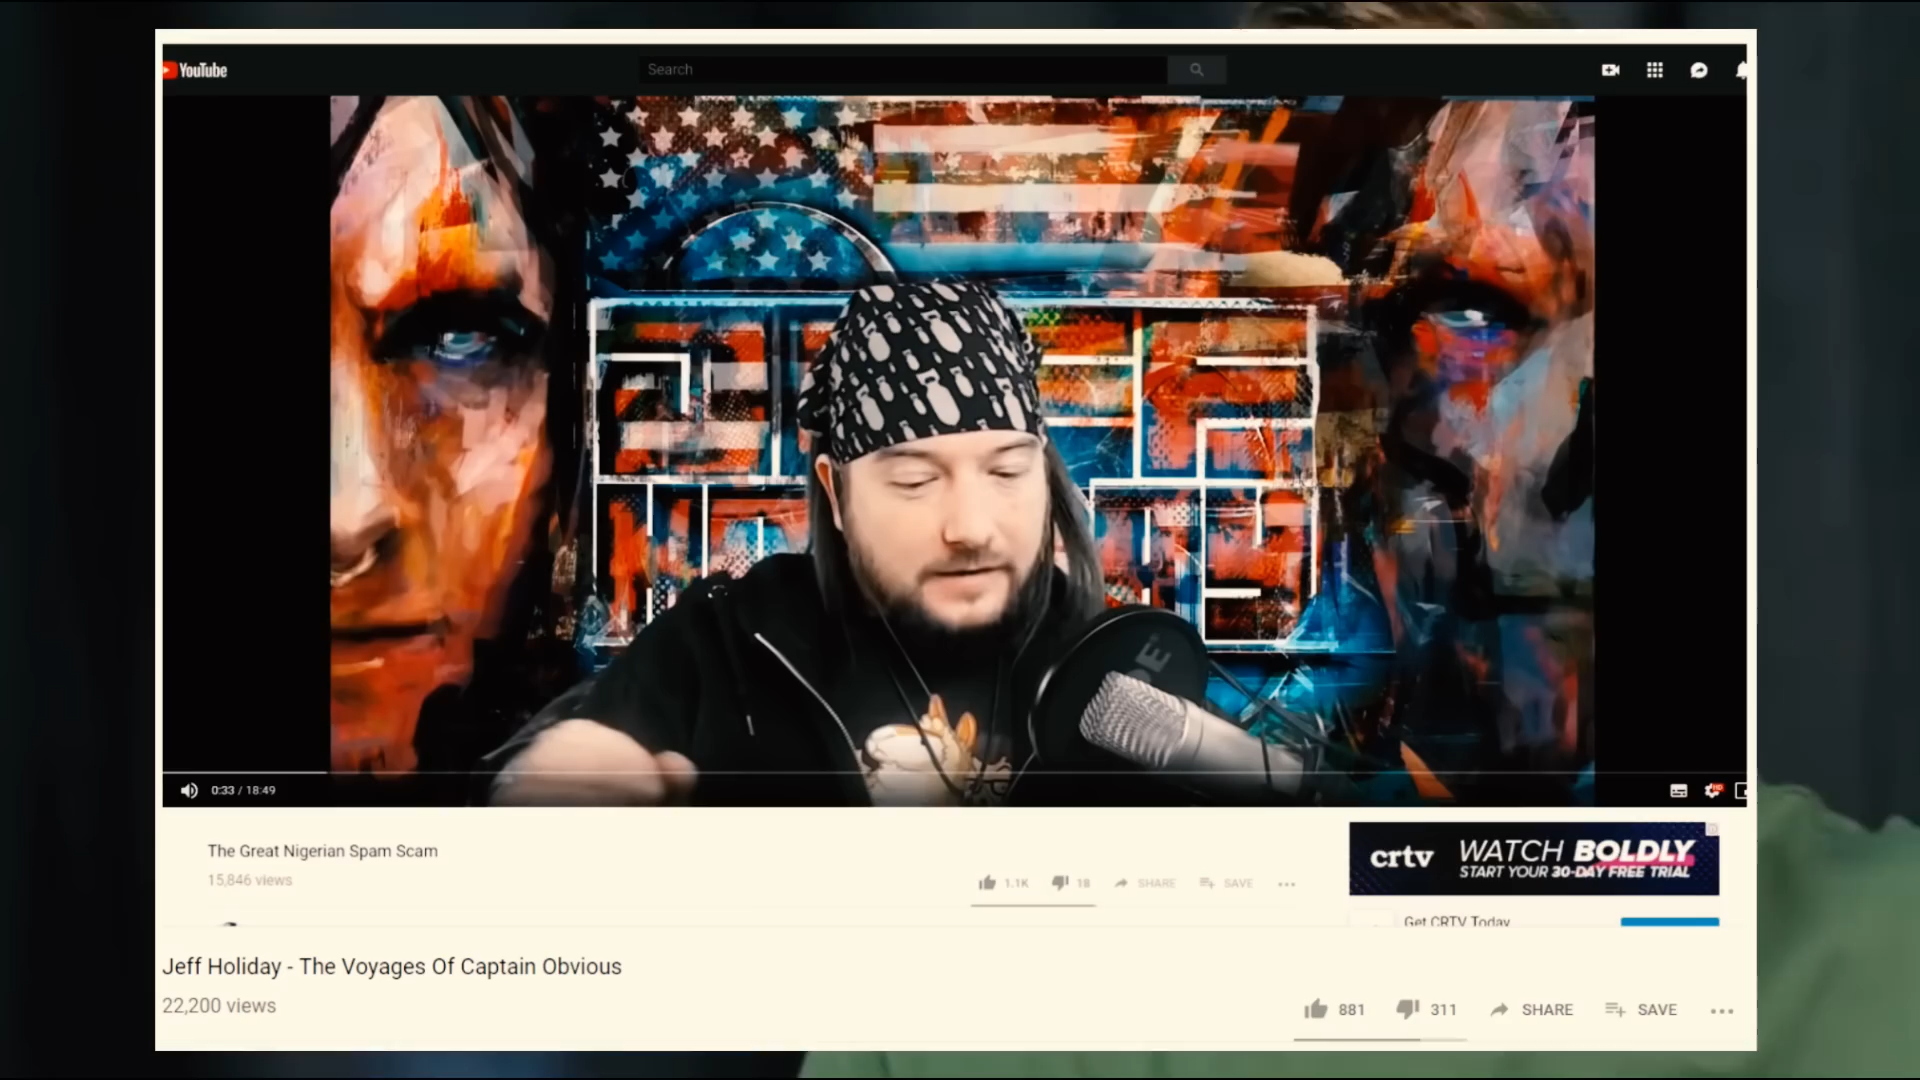 YouTube
Search
0:33 / 18:49
HD
The Great Nigerian Spam Scam
15,846 views
1.1K
18
SHARE
SAVE
crtv
WATCH BOLDLY
START YOUR 30-DAY FREE TRIAL
Get CRTV Today
Jeff Holiday - The Voyages Of Captain Obvious
22,200 views
881
311
SHARE
SAVE